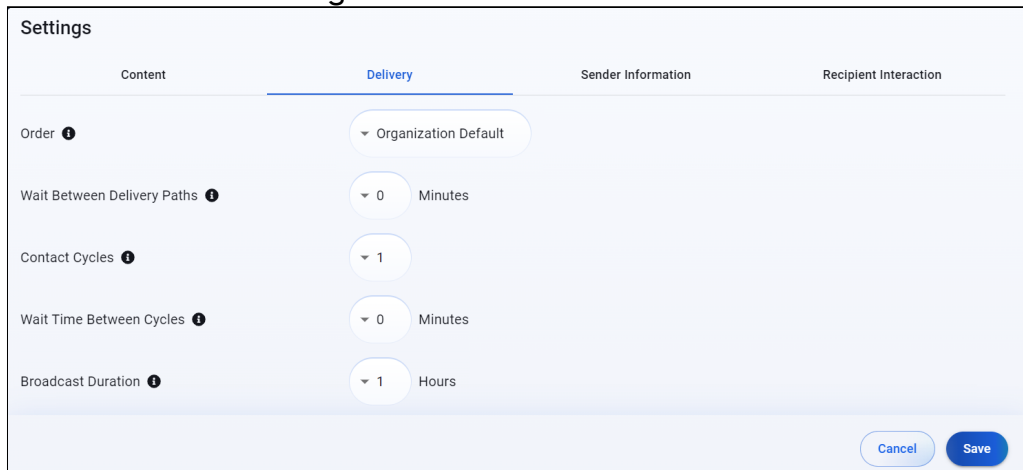 Settings
Content Delivery Sender Information Recipient Interaction
Order Organization Default
Wait Between Delivery Paths 0 Minutes
Contact Cycles 1
Wait Time Between Cycles 0 Minutes
Broadcast Duration 1 Hours
Cancel Save